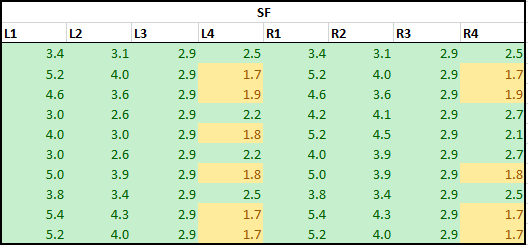 SF
L1 L2 L3 L4 R1 R2 R3 R4
3.4 3.1 2.9 2.5 3.4 3.1 2.9 2.5
5.2 4.0 2.9 1.7 5.2 4.0 2.9 1.7
4.6 3.6 2.9 1.9 4.6 3.6 2.9 1.9
3.0 2.6 2.9 2.2 4.2 4.1 2.9 2.7
4.0 3.0 2.9 1.8 5.2 4.5 2.9 2.1
3.0 2.6 2.9 2.2 4.0 3.9 2.9 2.7
5.0 3.9 2.9 1.8 5.0 3.9 2.9 1.8
3.8 3.4 2.9 2.5 3.8 3.4 2.9 2.5
5.4 4.3 2.9 1.7 5.4 4.3 2.9 1.7
5.2 4.0 2.9 1.7 5.2 4.0 2.9 1.7